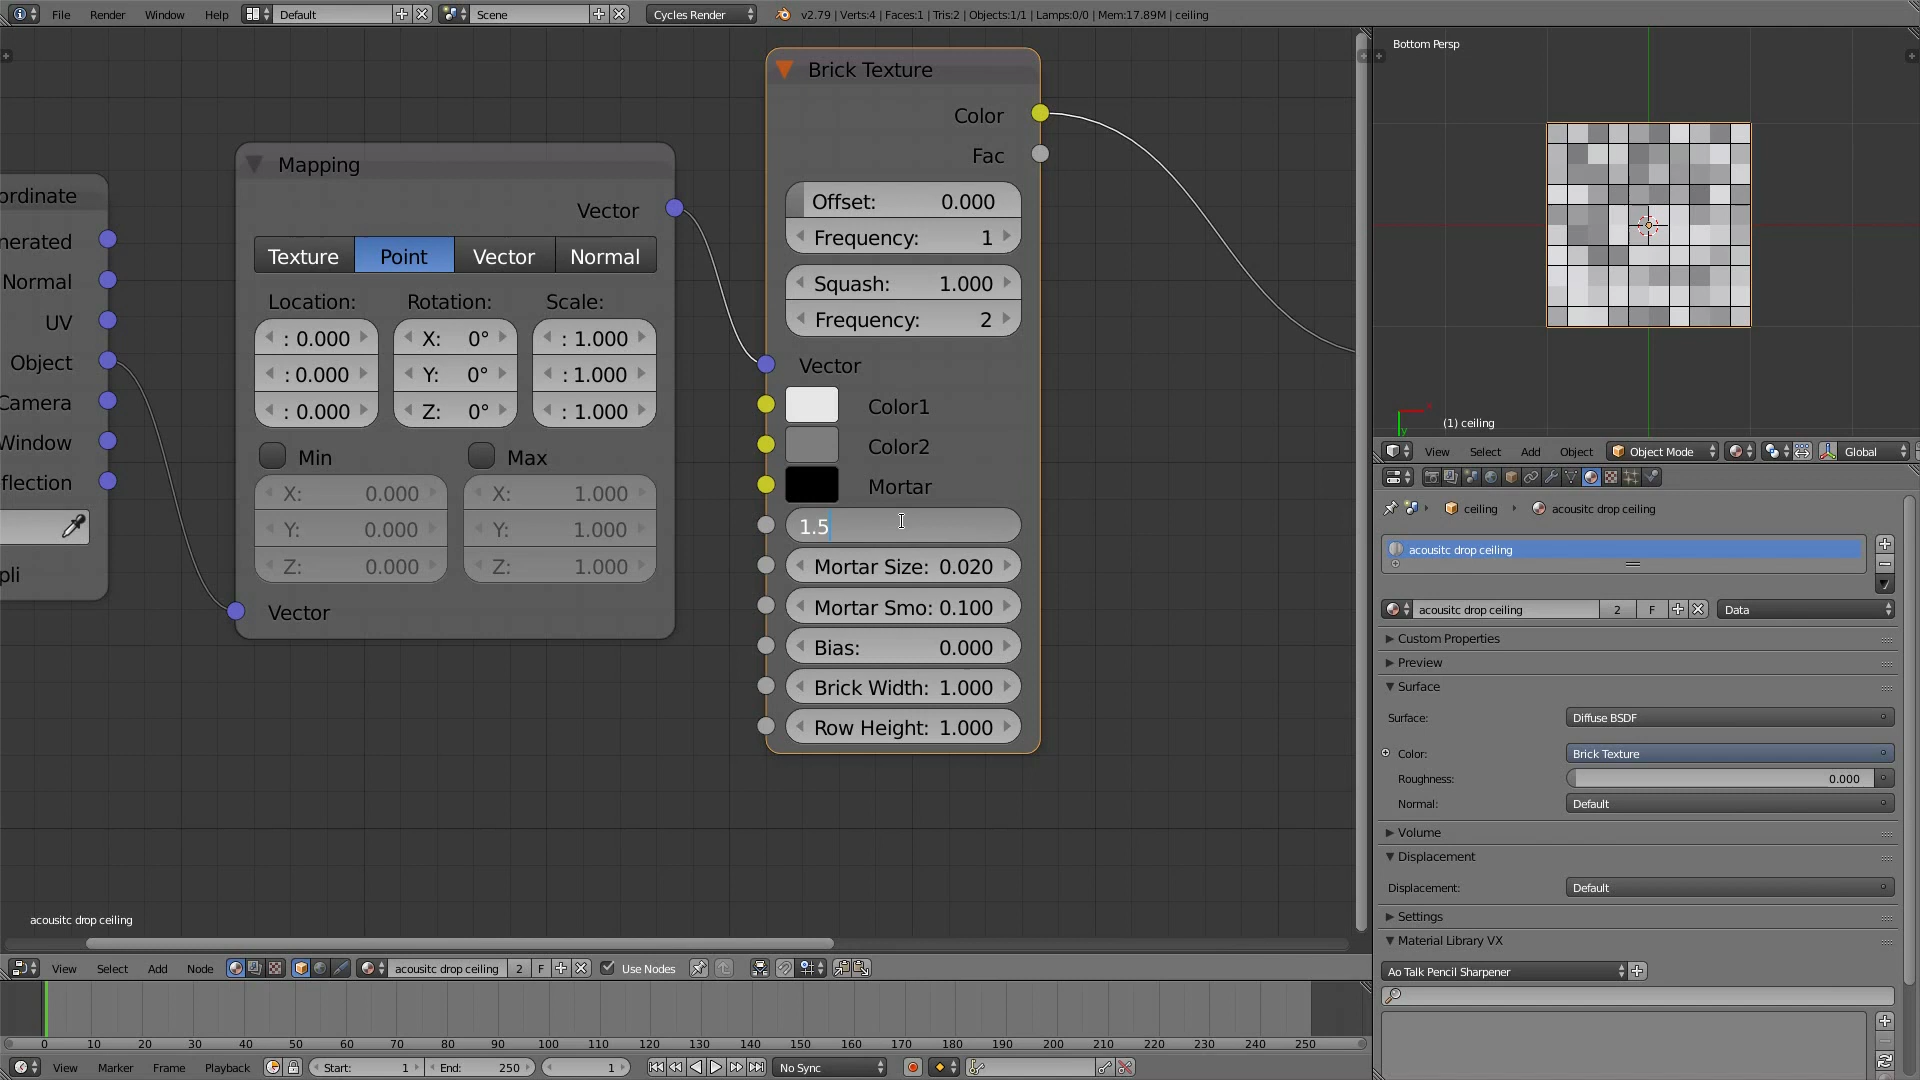 File Render Window Help Default Scene Cycles Render v2.79 | Verts:4 | Faces:1 | Tris:2 | Objects:1/1 | Lamps:0/0 | Mem:17.89M | ceiling
ordinate
nerated
Normal
UV
Object
Camera
Window
flection
pli
Mapping
Vector
Texture Point Vector Normal
Location: Rotation: Scale:
: 0.000 X: 0° : 1.000
: 0.000 Y: 0° : 1.000
: 0.000 Z: 0° : 1.000
Min Max
X: 0.000 X: 1.000
Y: 0.000 Y: 1.000
Z: 0.000 Z: 1.000
Vector
Brick Texture
Color
Fac
Offset: 0.000
Frequency: 1
Squash: 1.000
Frequency: 2
Vector
Color1
Color2
Mortar
1.5
Mortar Size: 0.020
Mortar Smo: 0.100
Bias: 0.000
Brick Width: 1.000
Row Height: 1.000
acousitc drop ceiling
View Select Add Node acousitc drop ceiling 2 F Use Nodes
0 10 20 30 40 50 60 70 80 90 100 110 120 130 140 150 160 170 180 190 200 210 220 230 240 250
View Marker Frame Playback Start: 1 End: 250 1 No Sync
Bottom Persp
y
(1) ceiling
View Select Add Object Object Mode Global
ceiling acousitc drop ceiling
acousitc drop ceiling
acousitc drop ceiling 2 F Data
Custom Properties
Preview
Surface
Surface: Diffuse BSDF
Color: Brick Texture
Roughness: 0.000
Normal: Default
Volume
Displacement
Displacement: Default
Settings
Material Library VX
Ao Talk Pencil Sharpener